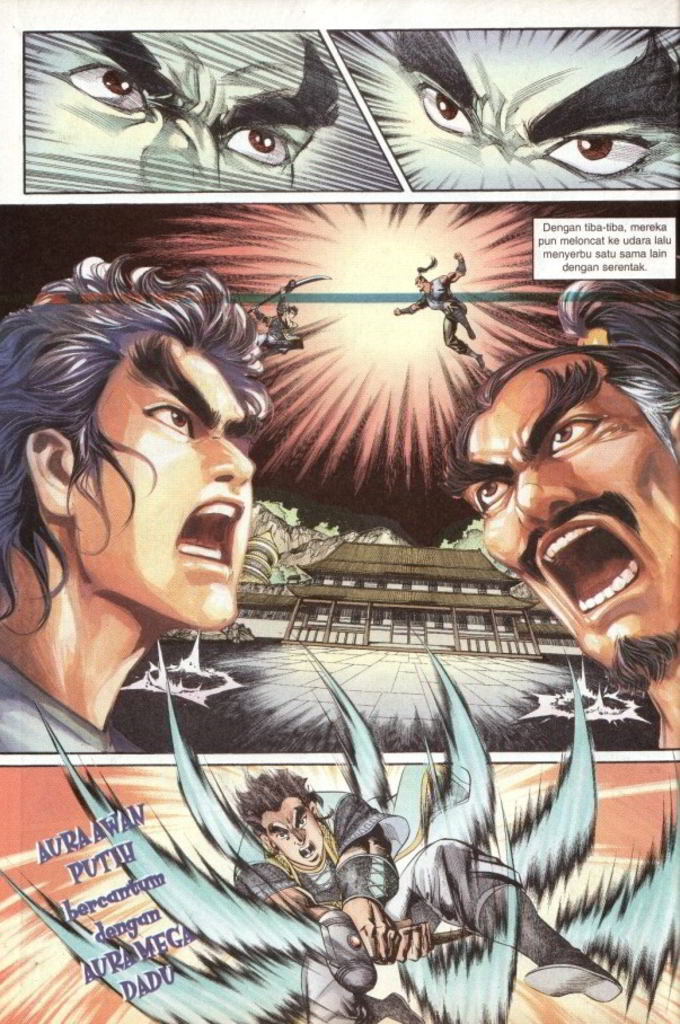 Dengan tiba-tiba, mereka
pun meloncat ke udara lalu
menyerbu satu sama lain
dengan serentak.
AURA AWAN
PUTIH
bercantum
dengan
AURA MEGA
DADU